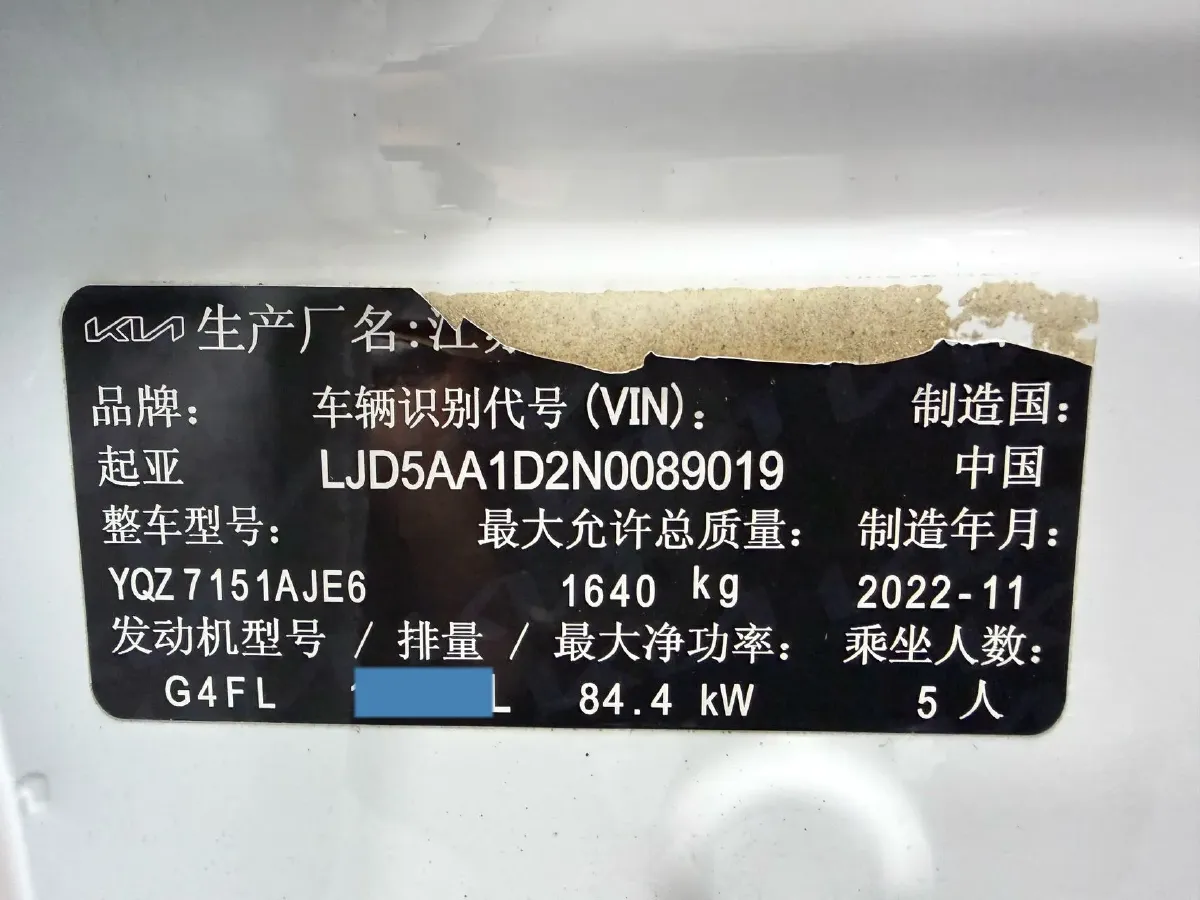 KIA 生产厂名:江
品牌: 车辆识别代号(VIN): 制造国:
起亚 LJD5AA1D2N0089019 中国
整车型号: 最大允许总质量: 制造年月:
YQZ7151AJE6 1640 kg 2022-11
发动机型号 / 排量 / 最大净功率: 乘坐人数:
G4FL L 84.4 kW 5 人